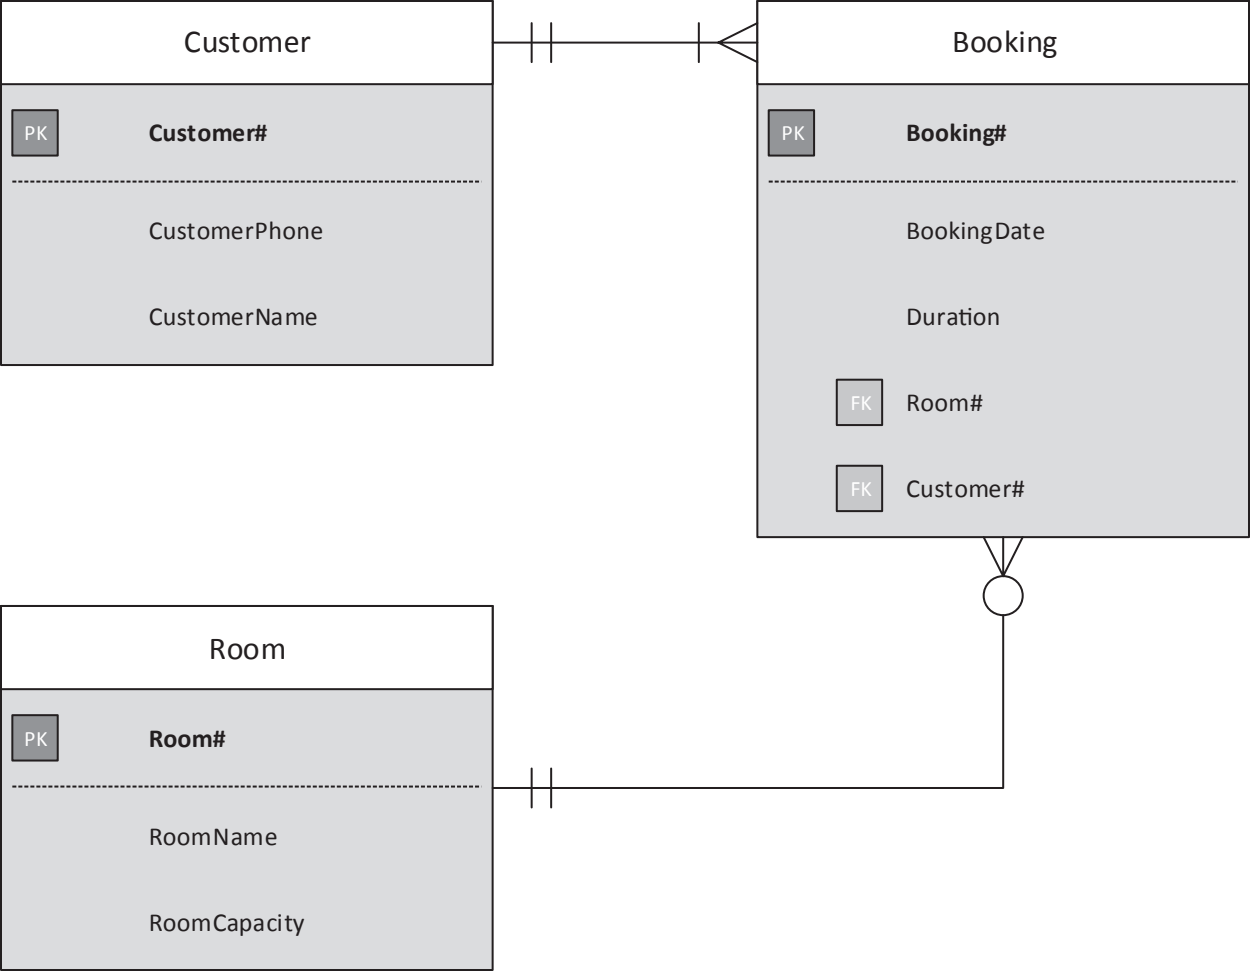 Customer
PK Customer#
CustomerPhone
CustomerName
Booking
PK Booking#
BookingDate
Duration
FK Room#
FK Customer#
Room
PK Room#
RoomName
RoomCapacity